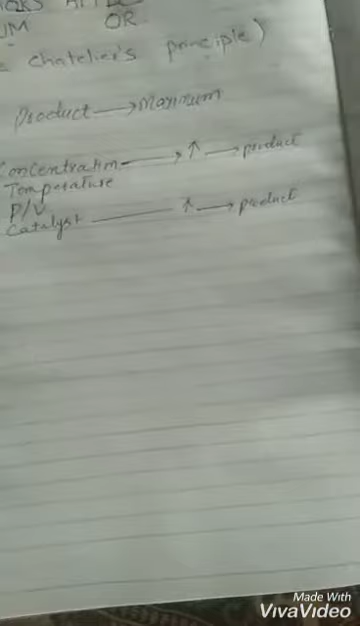 OR
chatelier's principle)
Product → Maximum
Concentration → ↑ → product
Temperature
P/V
Catalyst — ↑ → product
Made With
VivaVideo